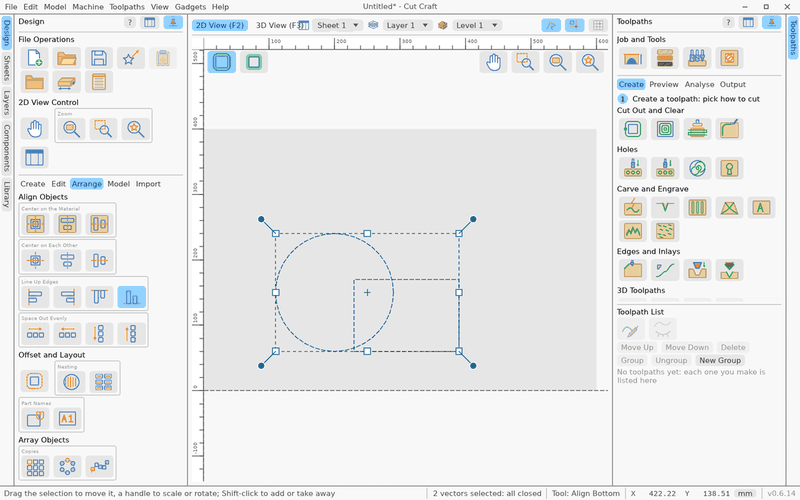 Untitled* - Cut Craft
File Edit Model Machine Toolpaths View Gadgets Help
Design
Sheets
Layers
Components
Library
Design ?
File Operations
2D View Control
Zoom
Create Edit Arrange Model Import
Align Objects
Center on the Material
Center on Each Other
Line Up Edges
Space Out Evenly
Offset and Layout
Nesting
Part Names
A1
Array Objects
Copies
2D View (F2) 3D View (F3) Sheet 1 Layer 1 Level 1
0 100 200 300 400 500 600
500
400
300
200
100
0
-100
Toolpaths ?
Job and Tools
Create Preview Analyse Output
1 Create a toolpath: pick how to cut
Cut Out and Clear
Holes
Carve and Engrave
A
Edges and Inlays
3D Toolpaths
Toolpath List
Move Up Move Down Delete
Group Ungroup New Group
No toolpaths yet: each one you make is
listed here
Toolpaths
Drag the selection to move it, a handle to scale or rotate; Shift-click to add or take away
2 vectors selected: all closed
Tool: Align Bottom
X 422.22 Y 138.51 mm v0.6.14